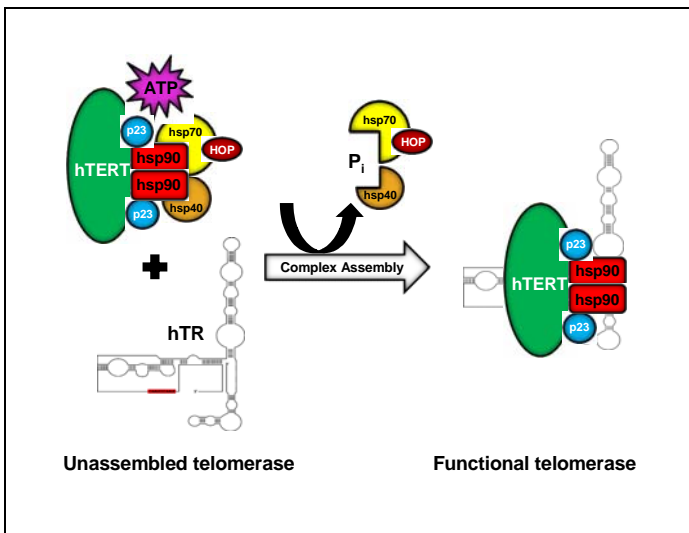 ATP
p23
hsp70
HOP
hTERT
hsp90
hsp90
hsp40
p23
hTR
hsp70
HOP
Pi
hsp40
Complex Assembly
p23
hTERT
hsp90
hsp90
p23
Unassembled telomerase
Functional telomerase